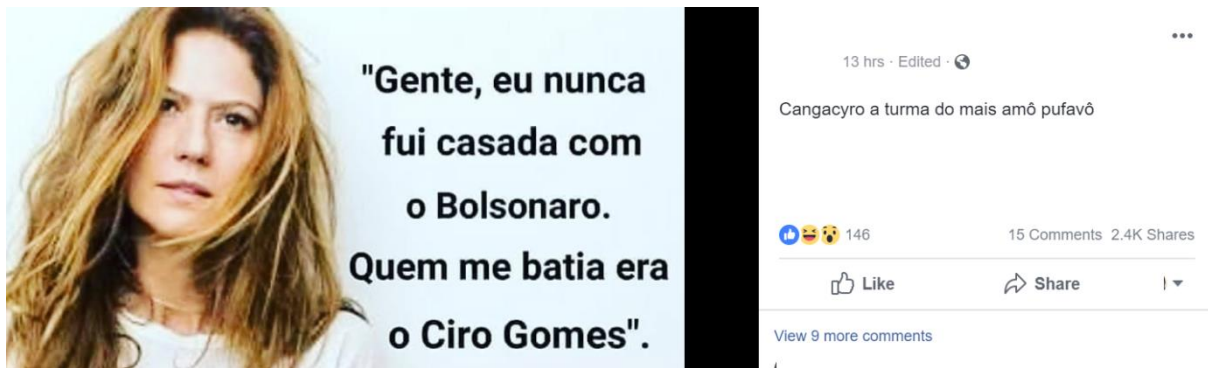 "Gente, eu nunca
fui casada com
o Bolsonaro.
Quem me batia era
o Ciro Gomes".
13 hrs · Edited ·
Cangacyro a turma do mais amô pufavô
146
15 Comments 2.4K Shares
Like
Share
View 9 more comments